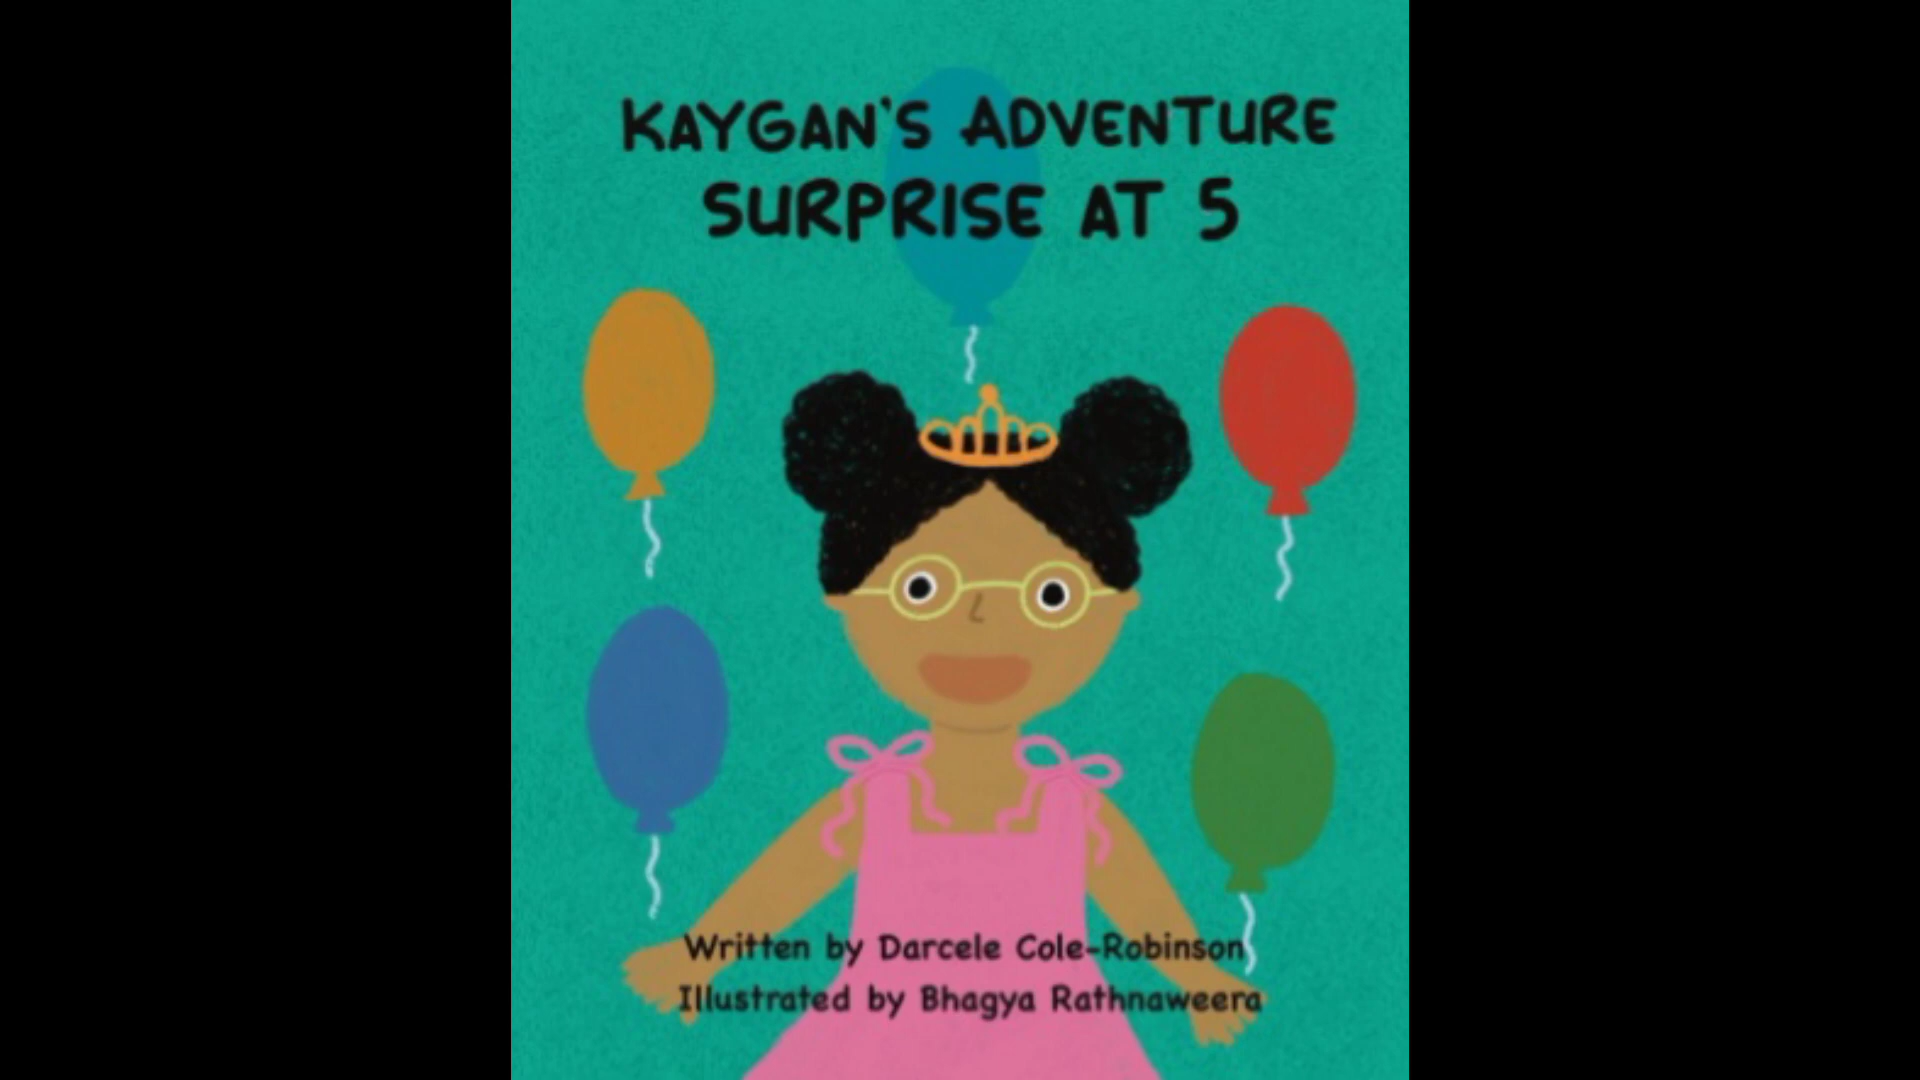 KAYGAN'S ADVENTURE
SURPRISE AT 5
Written by Darcele Cole-Robinson
Illustrated by Bhagya Rathnaweera